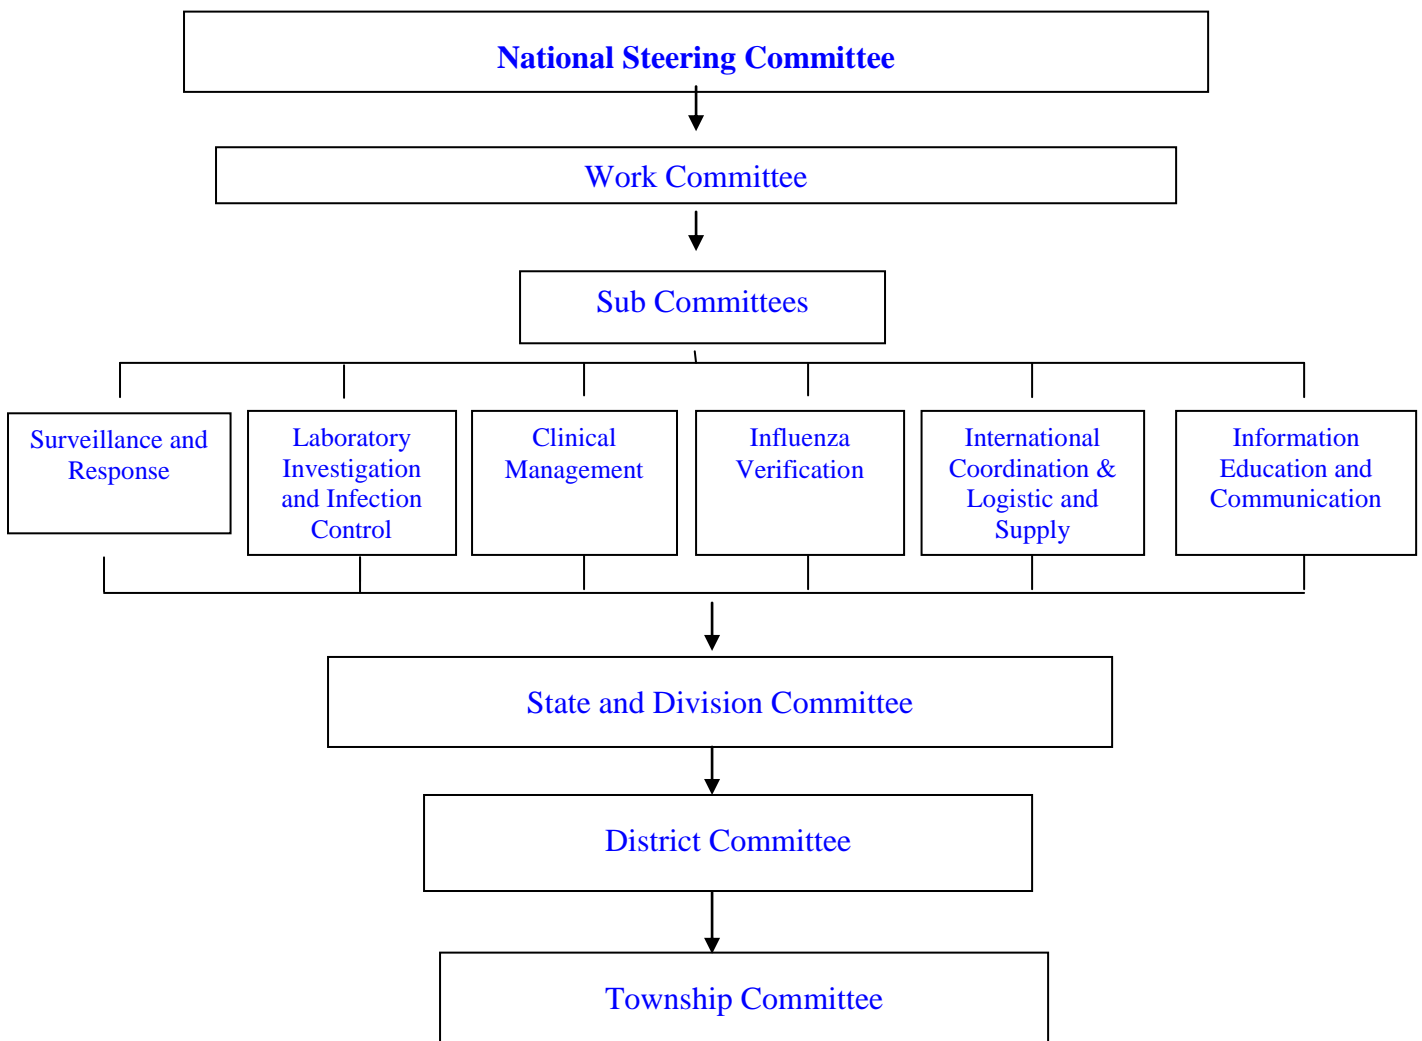 National Steering Committee
Work Committee
Sub Committees
Surveillance and
Response
Laboratory
Investigation
and Infection
Control
Clinical
Management
Influenza
Verification
International
Coordination &
Logistic and
Supply
Information
Education and
Communication
State and Division Committee
District Committee
Township Committee